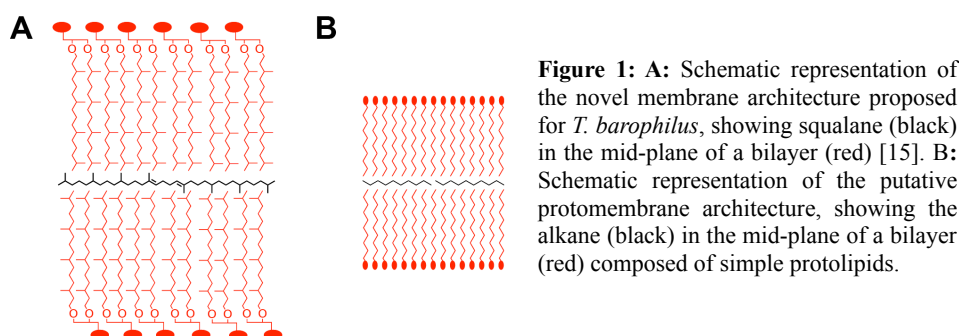 A
B
O O O O O O O O
O O O O O O O O
Figure 1: A: Schematic representation of
the novel membrane architecture proposed
for T. barophilus, showing squalane (black)
in the mid-plane of a bilayer (red) [15]. B:
Schematic representation of the putative
protomembrane architecture, showing the
alkane (black) in the mid-plane of a bilayer
(red) composed of simple protolipids.